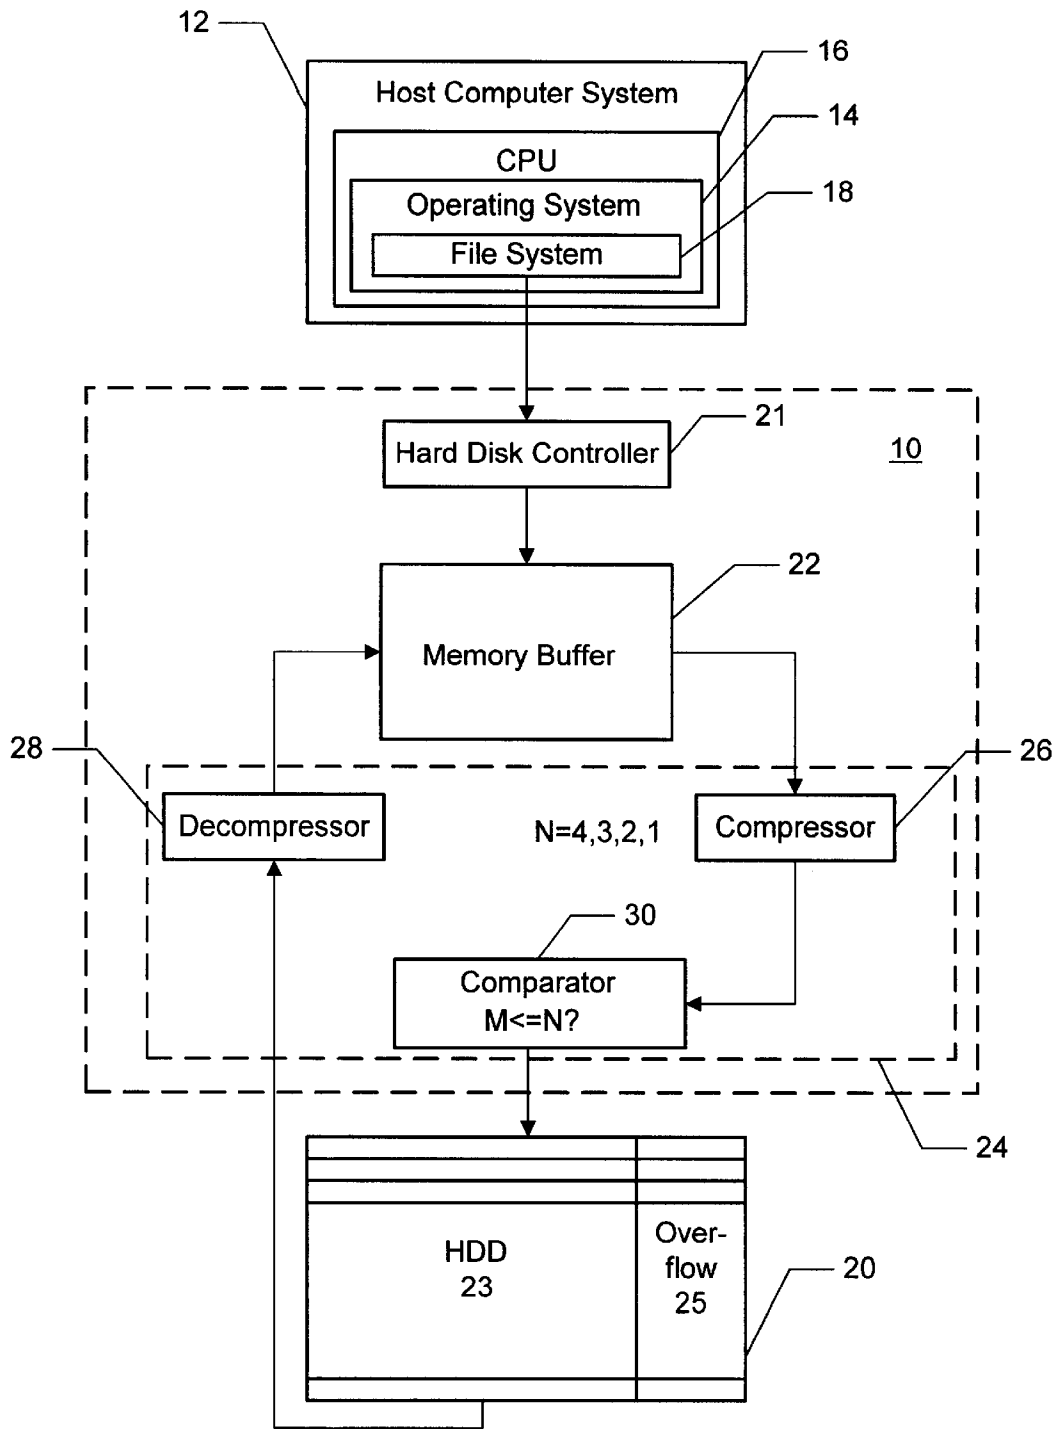 12
16
Host Computer System
14
CPU
18
Operating System
File System
21
Hard Disk Controller
10
22
Memory Buffer
28
26
Decompressor
N=4,3,2,1
Compressor
30
Comparator
M<=N?
24
HDD
23
Over-
flow
25
20